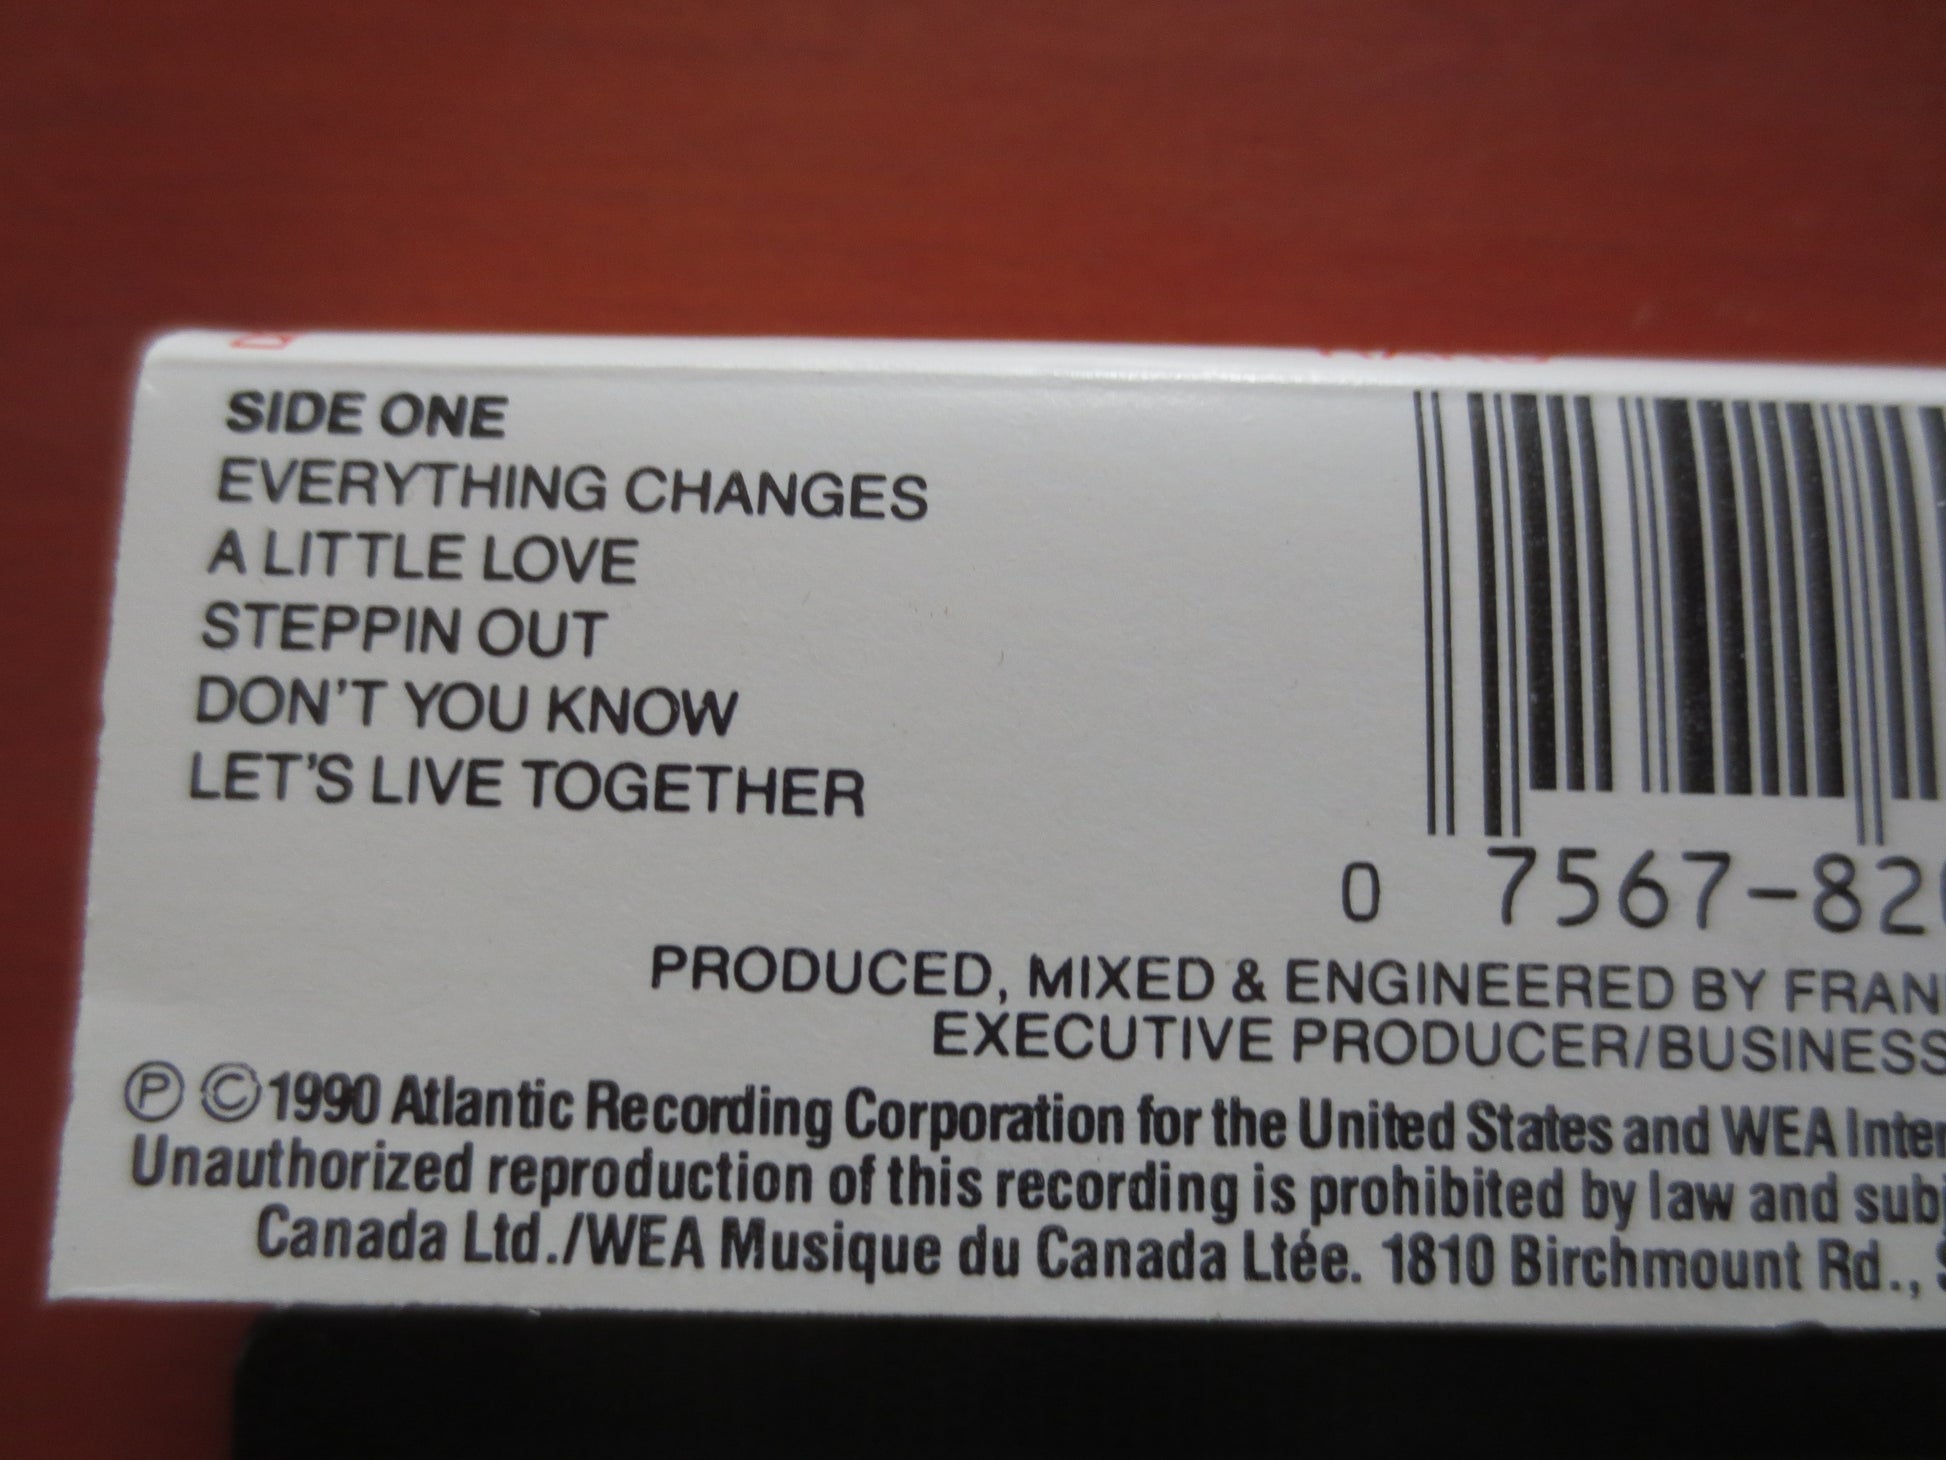 SIDE ONE
EVERYTHING CHANGES
A LITTLE LOVE
STEPPIN OUT
DON'T YOU KNOW
LET'S LIVE TOGETHER
0 7567-82
PRODUCED, MIXED & ENGINEERED BY FRAN
EXECUTIVE PRODUCER/BUSINESS
Ⓟ © 1990 Atlantic Recording Corporation for the United States and WEA Inter
Unauthorized reproduction of this recording is prohibited by law and subj
Canada Ltd./WEA Musique du Canada Ltée. 1810 Birchmount Rd.,